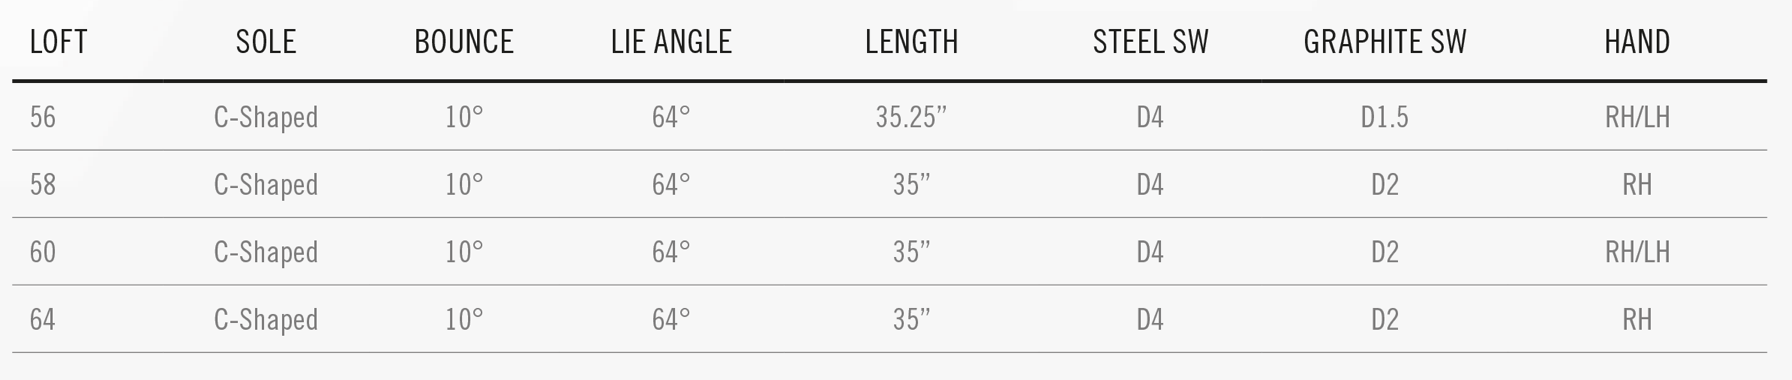 LOFT SOLE BOUNCE LIE ANGLE LENGTH STEEL SW GRAPHITE SW HAND
56 C-Shaped 10° 64° 35.25” D4 D1.5 RH/LH
58 C-Shaped 10° 64° 35” D4 D2 RH
60 C-Shaped 10° 64° 35” D4 D2 RH/LH
64 C-Shaped 10° 64° 35” D4 D2 RH